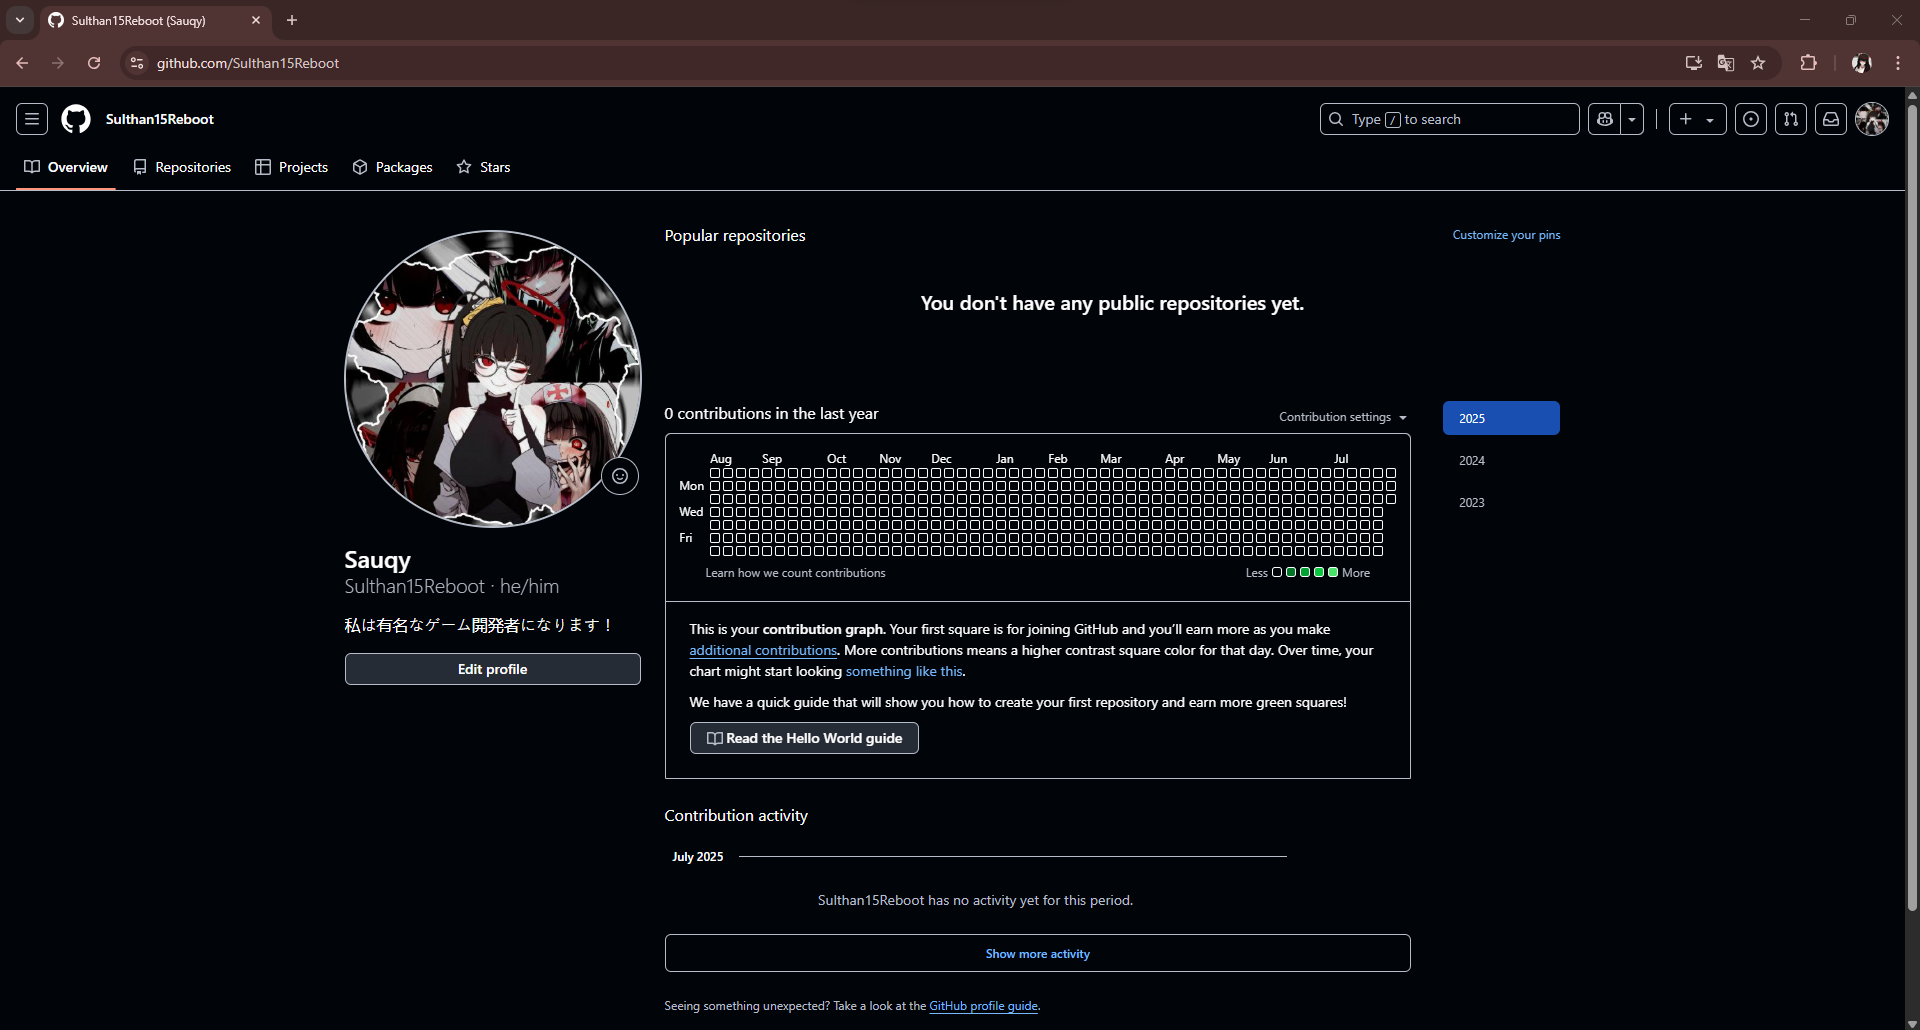 Sulthan15Reboot (Sauqy)
github.com/Sulthan15Reboot
Sulthan15Reboot
Type / to search
Overview
Repositories
Projects
Packages
Stars
Popular repositories
Customize your pins
You don't have any public repositories yet.
0 contributions in the last year
Contribution settings
2025
2024
2023
Aug Sep Oct Nov Dec Jan Feb Mar Apr May Jun Jul
Mon
Wed
Fri
Learn how we count contributions
Less More
Sauqy
Sulthan15Reboot · he/him
私は有名なゲーム開発者になります！
Edit profile
This is your contribution graph. Your first square is for joining GitHub and you'll earn more as you make
additional contributions. More contributions means a higher contrast square color for that day. Over time, your
chart might start looking something like this.
We have a quick guide that will show you how to create your first repository and earn more green squares!
Read the Hello World guide
Contribution activity
July 2025
Sulthan15Reboot has no activity yet for this period.
Show more activity
Seeing something unexpected? Take a look at the GitHub profile guide.